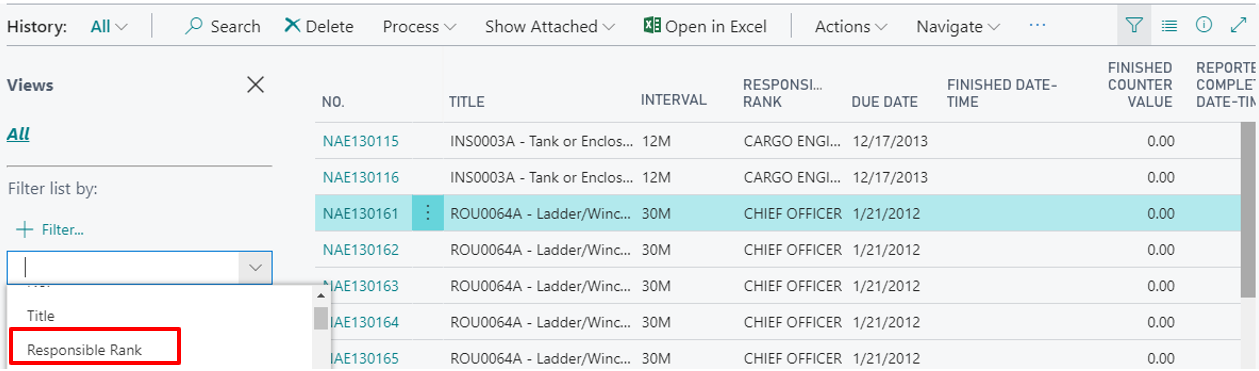 History: All Search Delete Process Show Attached Open in Excel Actions Navigate ...
Views
All
Filter list by:
+ Filter...
Title
Responsible Rank
NO. TITLE INTERVAL RESPONSI... RANK DUE DATE FINISHED DATE-TIME FINISHED COUNTER VALUE REPORTE COMPLET DATE-TIM
NAE130115 INS0003A - Tank or Enclos... 12M CARGO ENGI... 12/17/2013 0.00
NAE130116 INS0003A - Tank or Enclos... 12M CARGO ENGI... 12/17/2013 0.00
NAE130161 ROU0064A - Ladder/Winc... 30M CHIEF OFFICER 1/21/2012 0.00
NAE130162 ROU0064A - Ladder/Winc... 30M CHIEF OFFICER 1/21/2012 0.00
NAE130163 ROU0064A - Ladder/Winc... 30M CHIEF OFFICER 1/21/2012 0.00
NAE130164 ROU0064A - Ladder/Winc... 30M CHIEF OFFICER 1/21/2012 0.00
NAE130165 ROU0064A - Ladder/Winc... 30M CHIEF OFFICER 1/21/2012 0.00